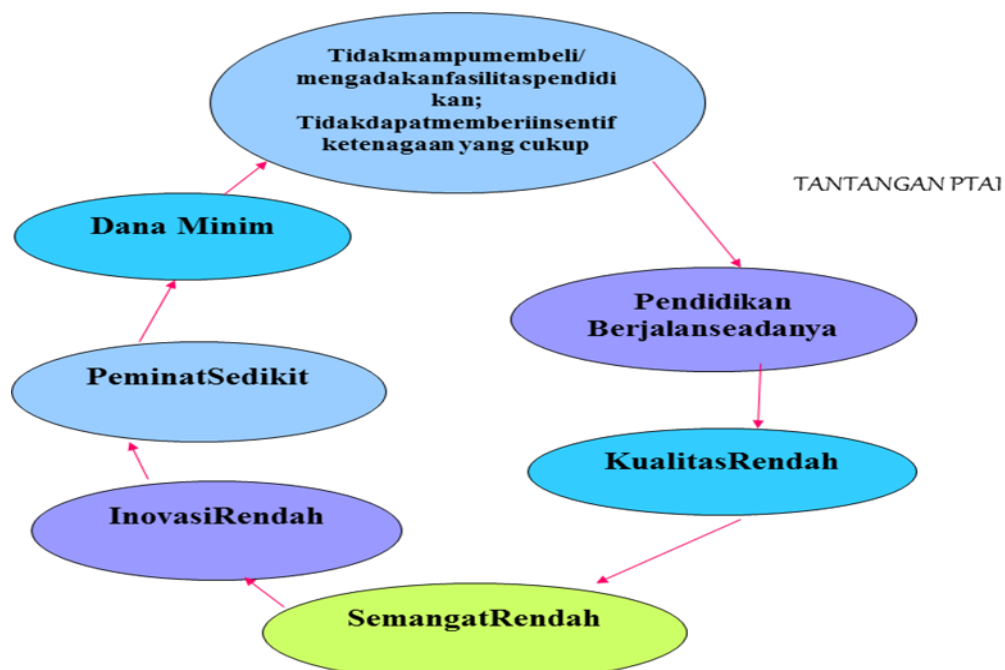 Tidakmampumembeli/
mengadakanfasilitaspendidi
kan;
Tidakdapatmemberiinsentif
ketenagaan yang cukup
TANTANGAN PTAI
Dana Minim
Pendidikan
Berjalanseadanya
PeminatSedikit
KualitasRendah
InovasiRendah
SemangatRendah